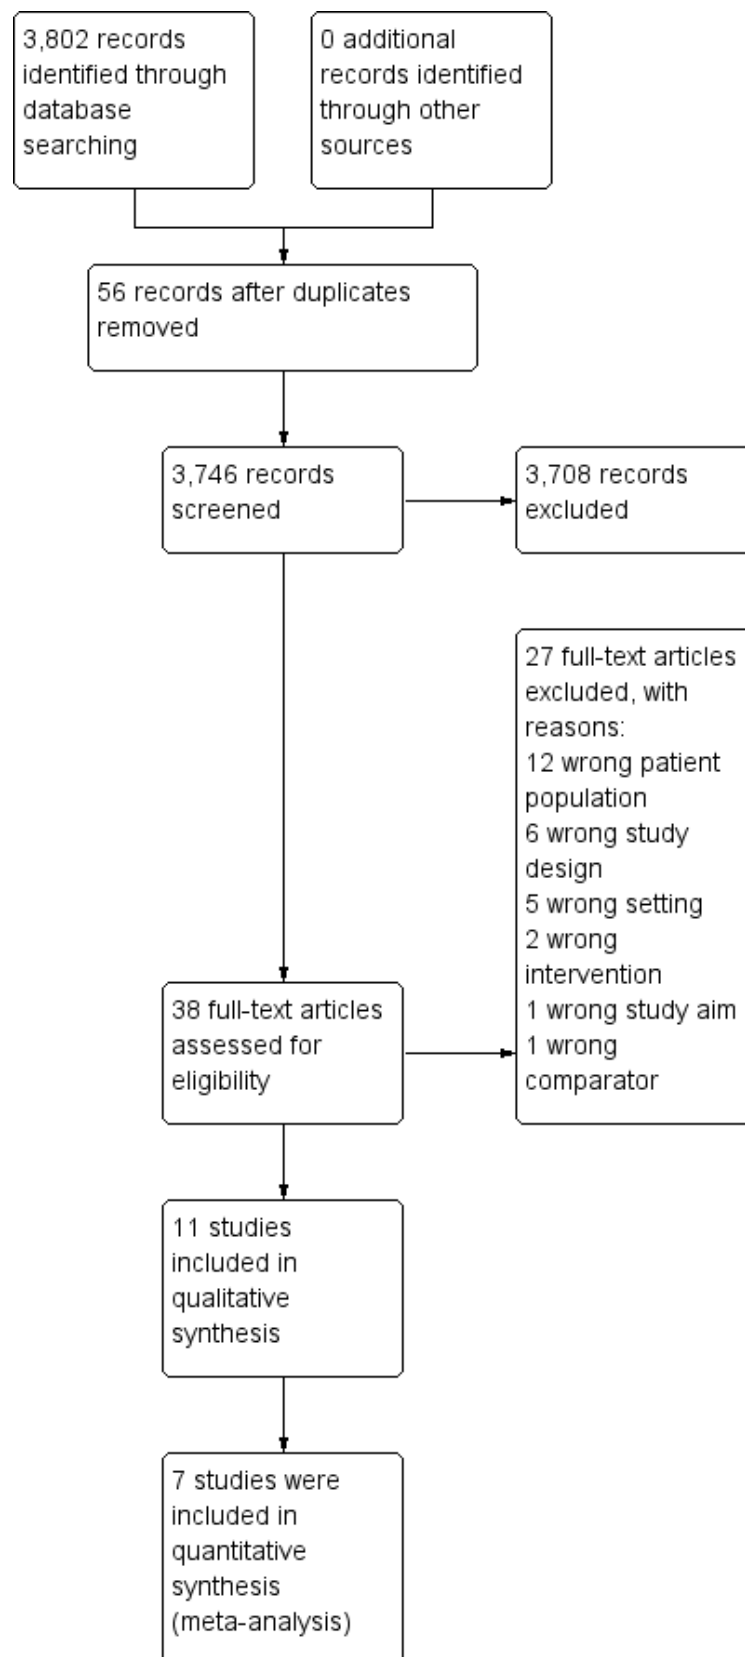 3,802 records
identified through
database
searching
0 additional
records identified
through other
sources
56 records after duplicates
removed
3,746 records
screened
3,708 records
excluded
27 full-text articles
excluded, with
reasons:
12 wrong patient
population
6 wrong study
design
5 wrong setting
2 wrong
intervention
1 wrong study aim
1 wrong
comparator
38 full-text articles
assessed for
eligibility
11 studies
included in
qualitative
synthesis
7 studies were
included in
quantitative
synthesis
(meta-analysis)